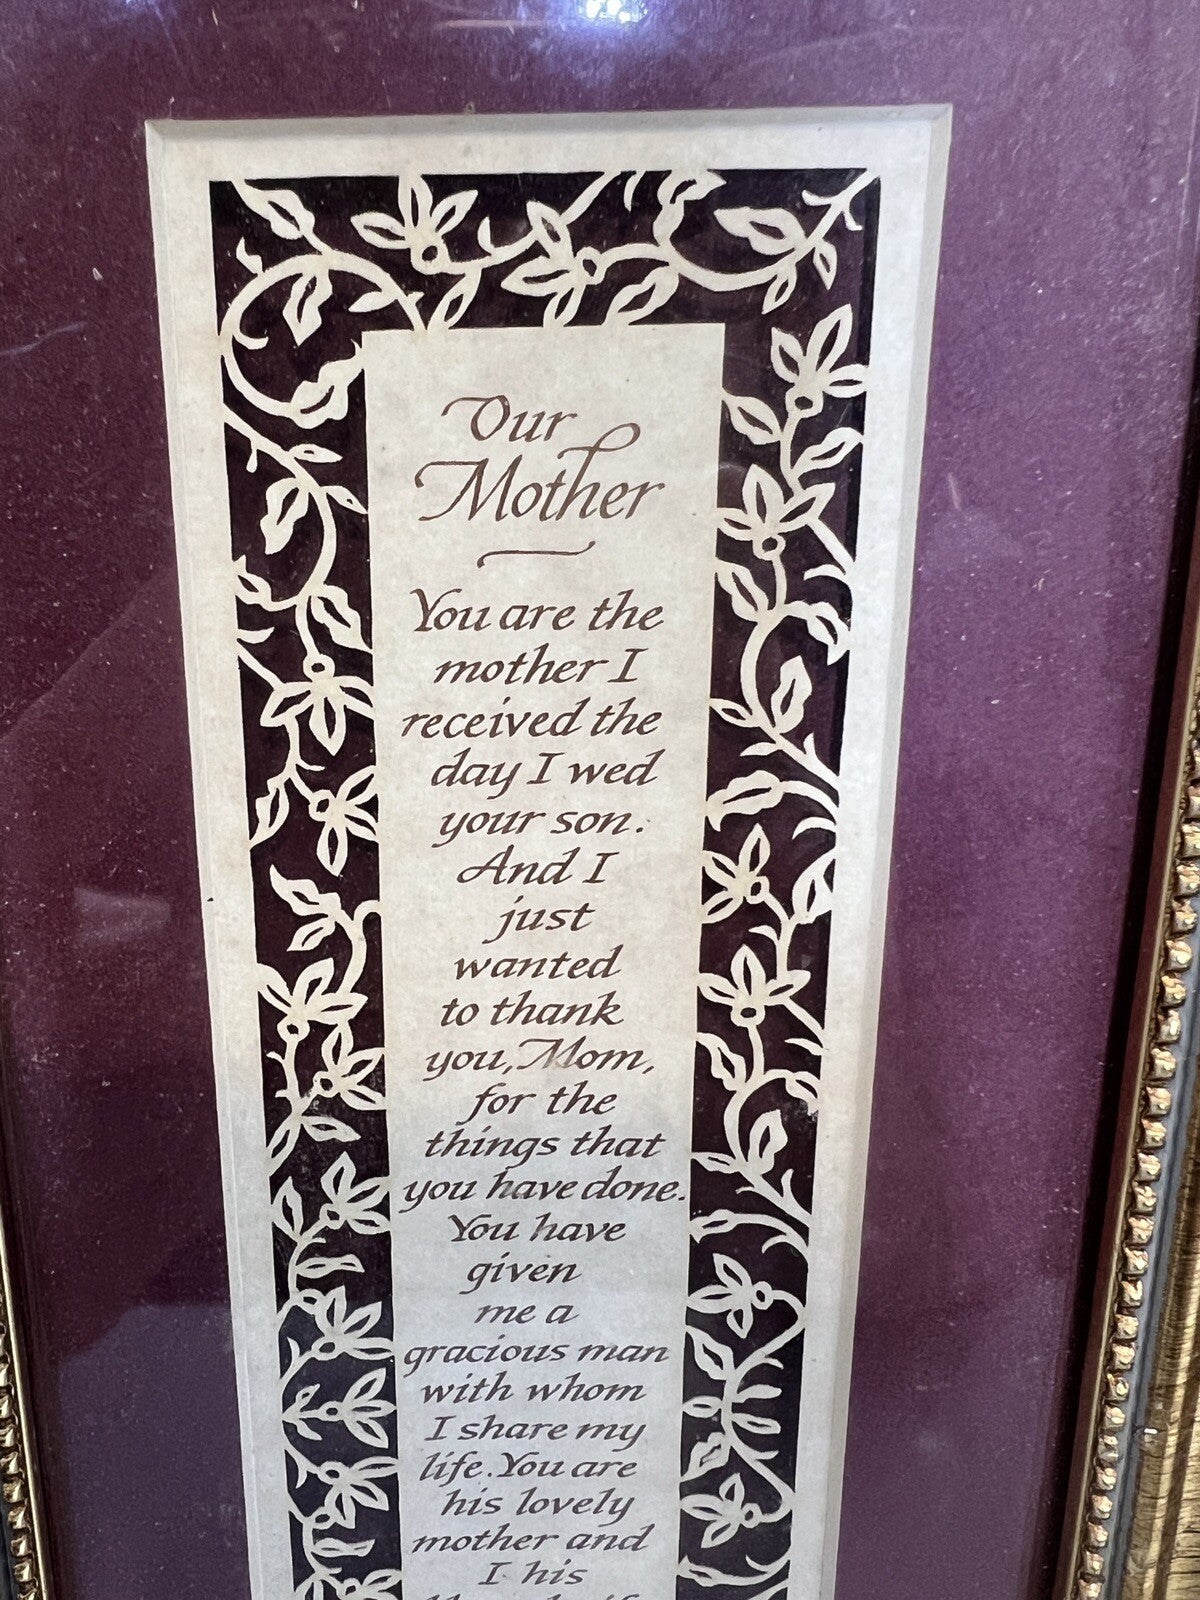 Our
Mother
You are the
mother I
received the
day I wed
your son.
And I
just
wanted
to thank
you, Mom,
for the
things that
you have done.
You have
given
me a
gracious man
with whom
I share my
life. You are
his lovely
mother and
I his